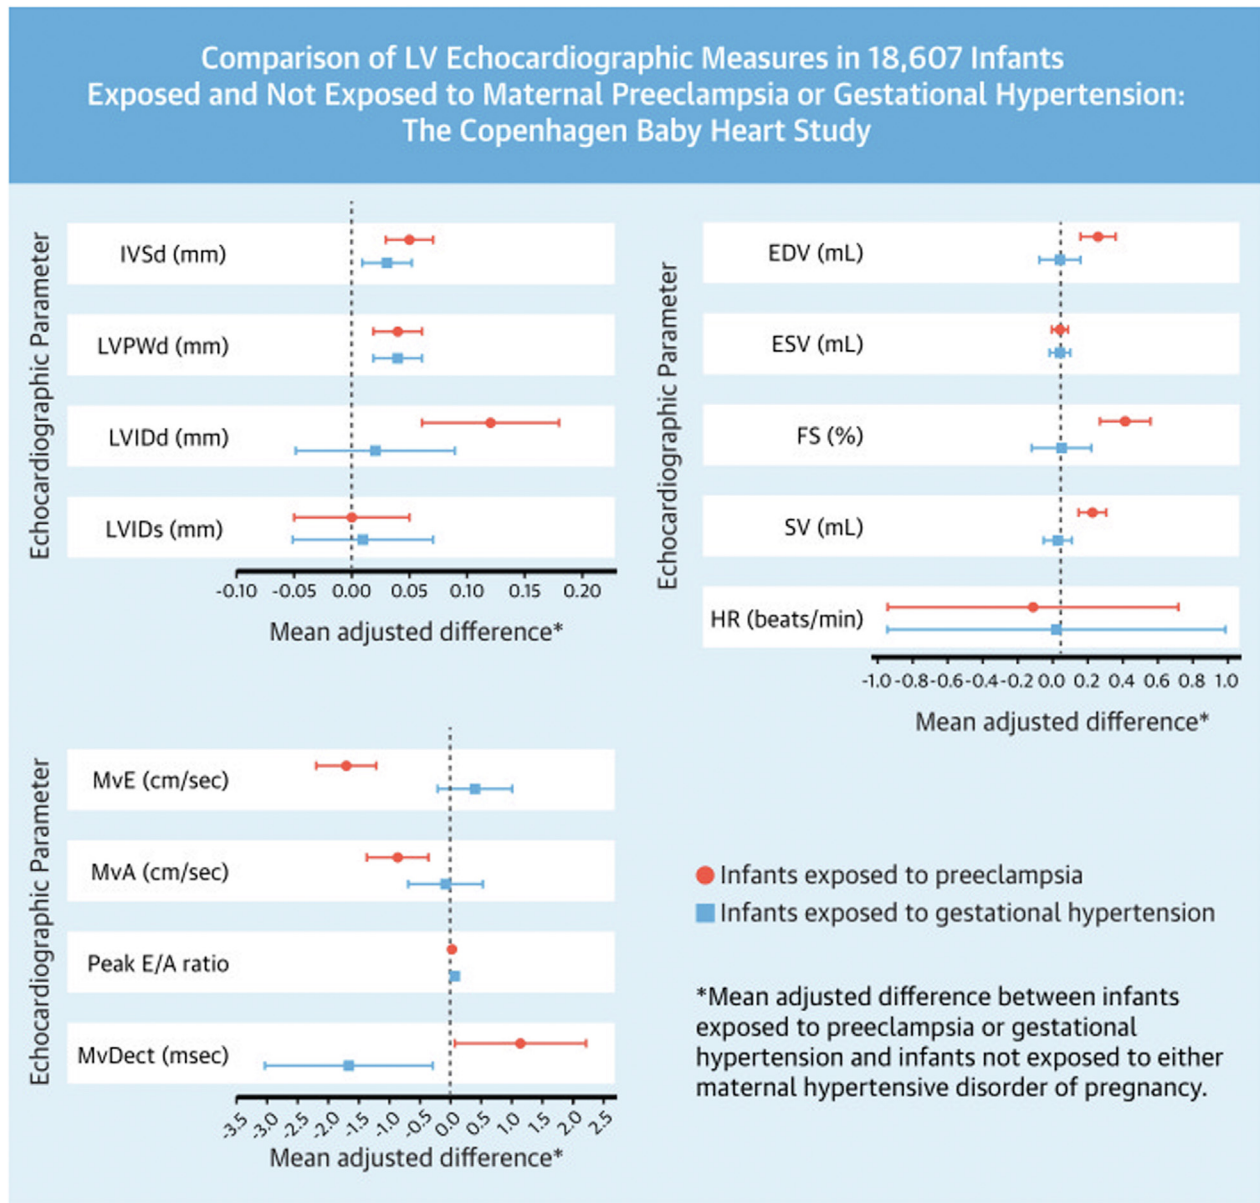 Comparison of LV Echocardiographic Measures in 18,607 Infants
Exposed and Not Exposed to Maternal Preeclampsia or Gestational Hypertension:
The Copenhagen Baby Heart Study
Echocardiographic Parameter
IVSd (mm)
LVPWd (mm)
LVIDd (mm)
LVIDs (mm)
-0.10 -0.05 0.00 0.05 0.10 0.15 0.20
Mean adjusted difference*
Echocardiographic Parameter
EDV (mL)
ESV (mL)
FS (%)
SV (mL)
HR (beats/min)
-1.0 -0.8 -0.6 -0.4 -0.2 0.0 0.2 0.4 0.6 0.8 1.0
Mean adjusted difference*
Echocardiographic Parameter
MvE (cm/sec)
MvA (cm/sec)
Peak E/A ratio
MvDect (msec)
-3.5 -3.0 -2.5 -2.0 -1.5 -1.0 -0.5 0.0 0.5 1.0 1.5 2.0 2.5
Mean adjusted difference*
Infants exposed to preeclampsia
Infants exposed to gestational hypertension
*Mean adjusted difference between infants
exposed to preeclampsia or gestational
hypertension and infants not exposed to either
maternal hypertensive disorder of pregnancy.